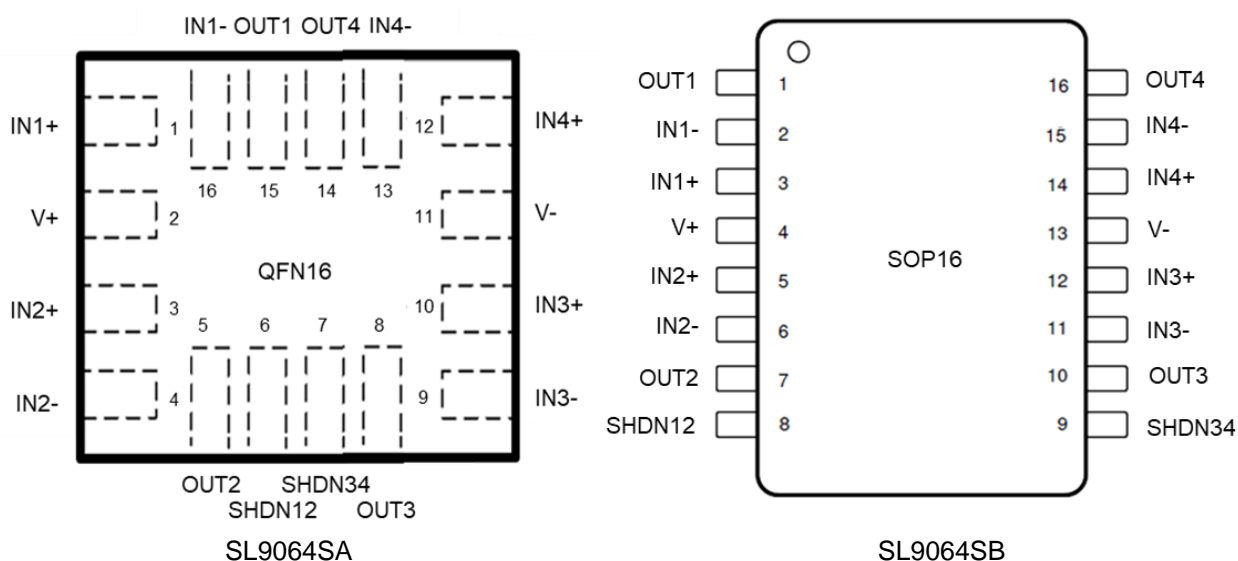 IN1- OUT1 OUT4 IN4-
IN1+ 1 12 IN4+
16 15 14 13
V+ 2 11 V-
QFN16
IN2+ 3 10 IN3+
5 6 7 8
IN2- 4 9 IN3-
OUT2 SHDN34
SHDN12 OUT3
SL9064SA
OUT1 1 16 OUT4
IN1- 2 15 IN4-
IN1+ 3 14 IN4+
V+ 4 13 V-
SOP16
IN2+ 5 12 IN3+
IN2- 6 11 IN3-
OUT2 7 10 OUT3
SHDN12 8 9 SHDN34
SL9064SB